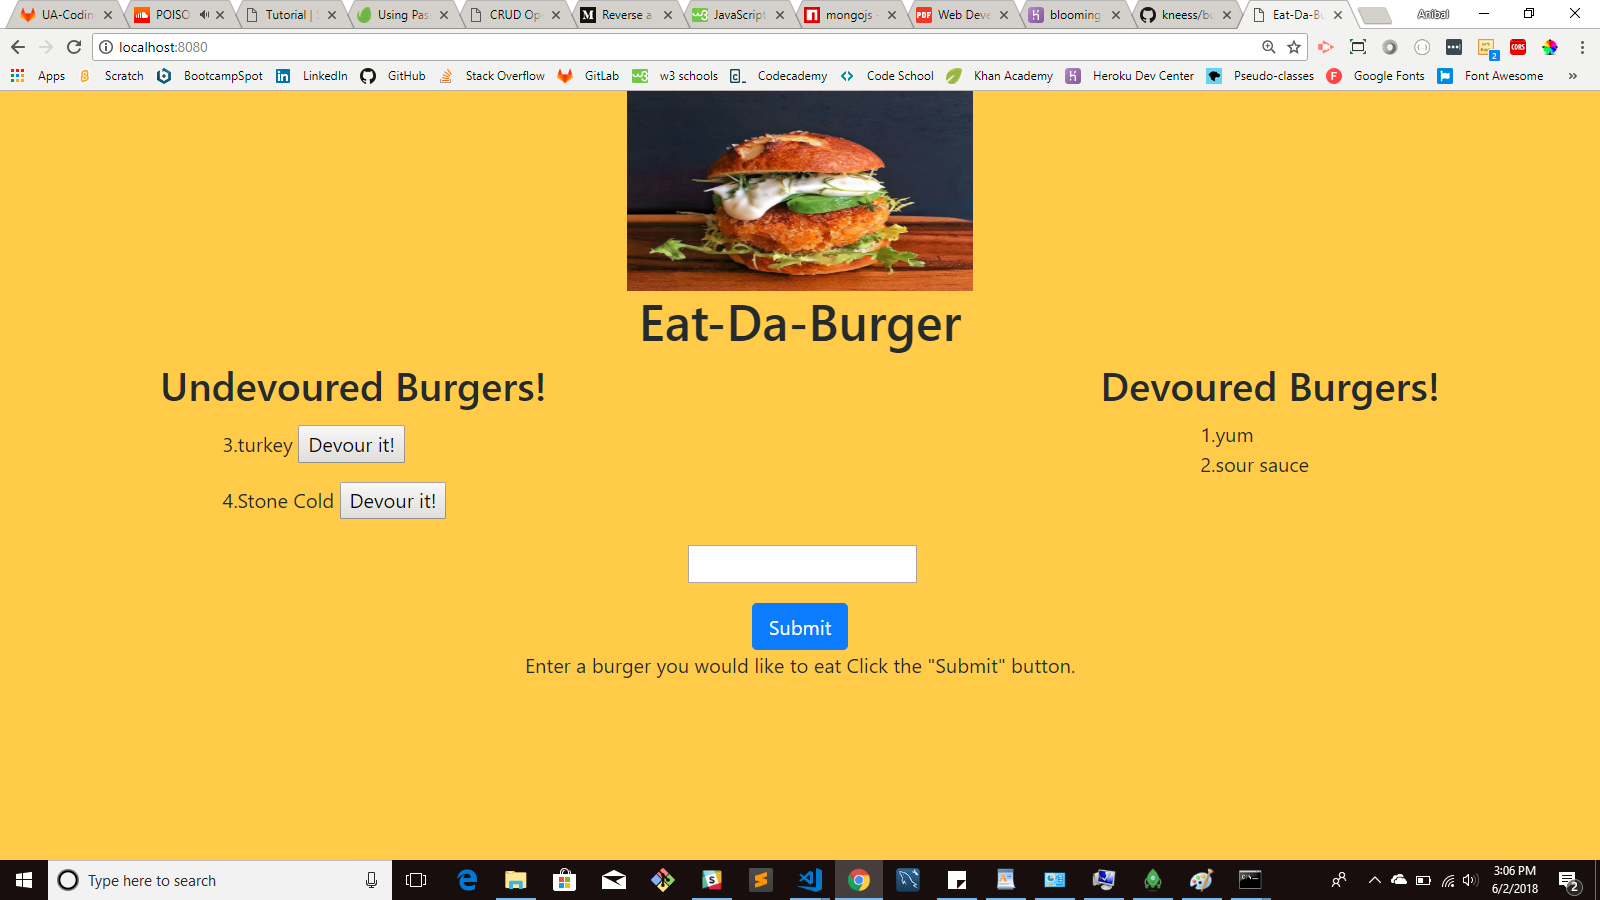 UA-Codin
POISO
Tutorial |
Using Pas
CRUD Ope
Reverse a
JavaScript
mongojs
Web Deve
blooming
kneess/bu
Eat-Da-Bu
Anibal
localhost:8080
Apps
Scratch
BootcampSpot
LinkedIn
GitHub
Stack Overflow
GitLab
w3 schools
Codecademy
Code School
Khan Academy
Heroku Dev Center
Pseudo-classes
Google Fonts
Font Awesome
Eat-Da-Burger
Undevoured Burgers!
3.turkey Devour it!
4.Stone Cold Devour it!
Devoured Burgers!
1.yum
2.sour sauce
Submit
Enter a burger you would like to eat Click the "Submit" button.
Type here to search
3:06 PM
6/2/2018
2